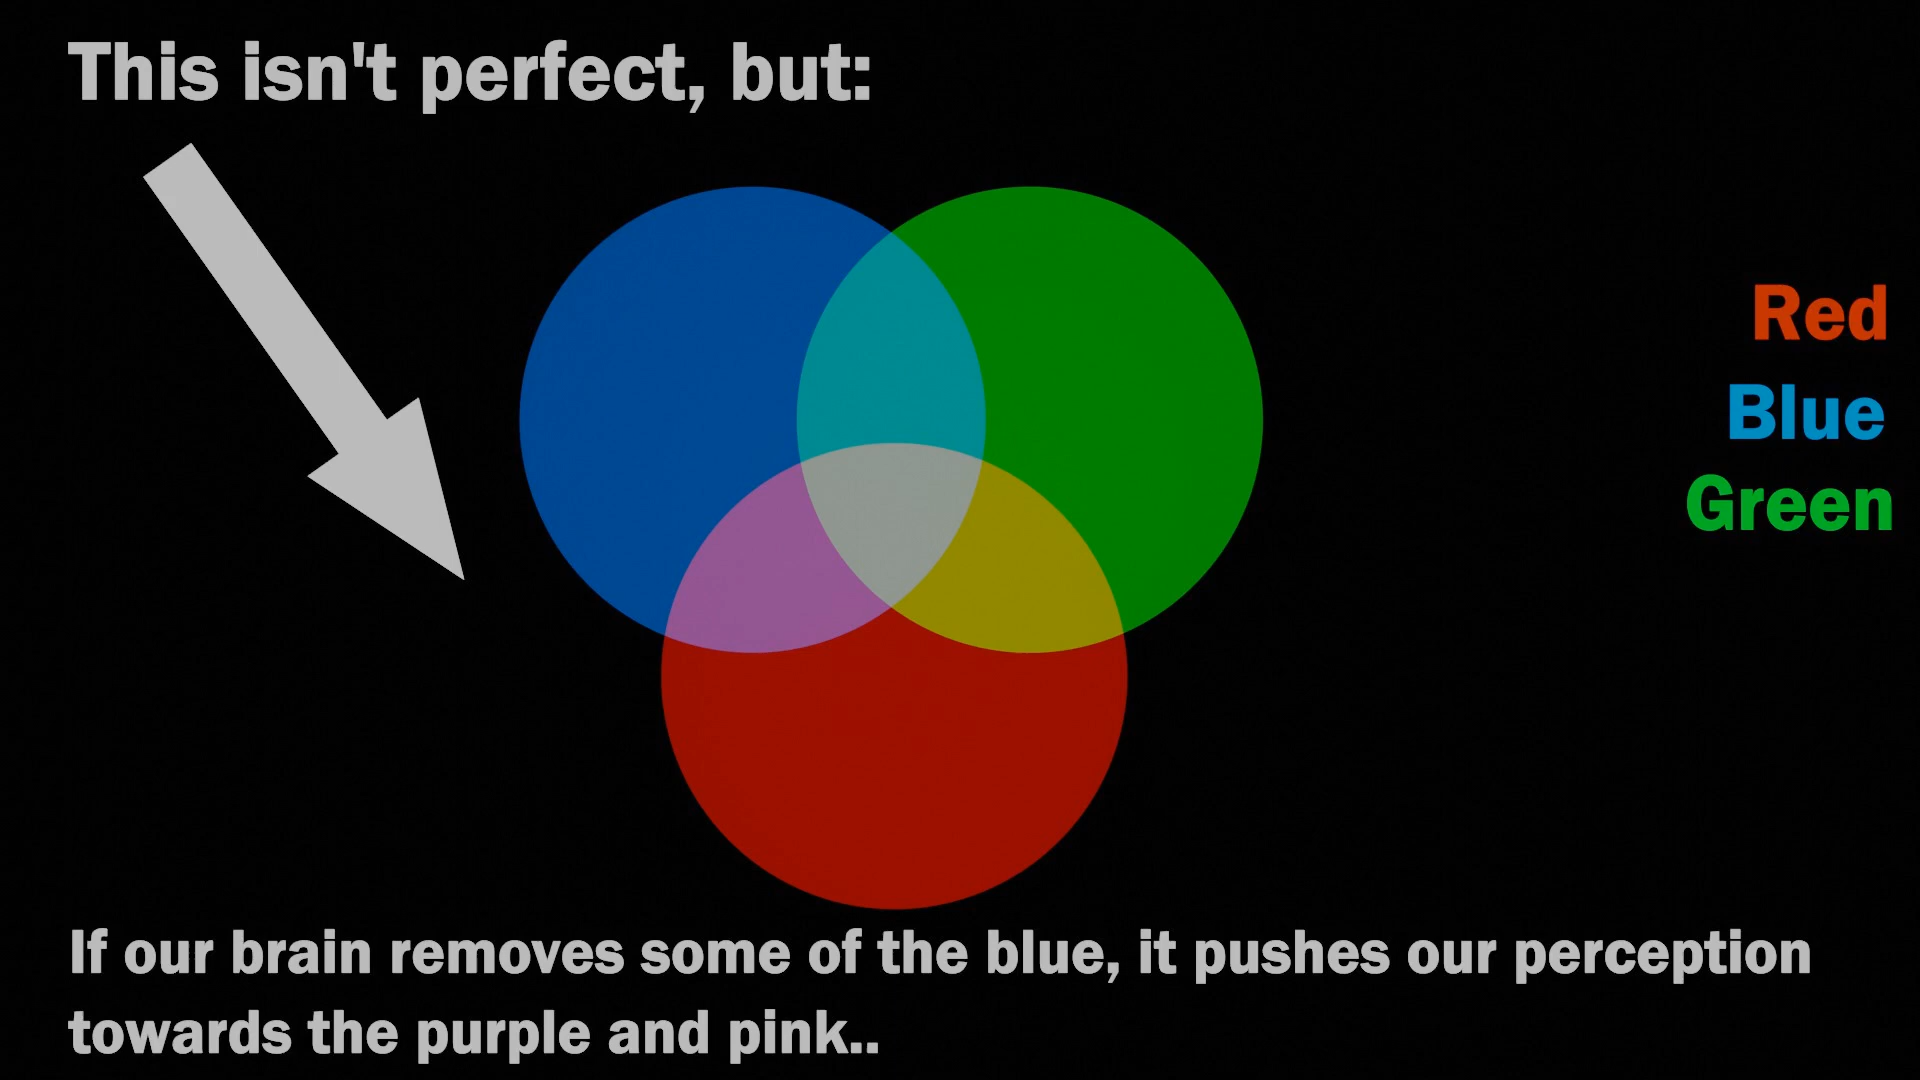 This isn't perfect, but:
Red
Blue
Green
If our brain removes some of the blue, it pushes our perception
towards the purple and pink..